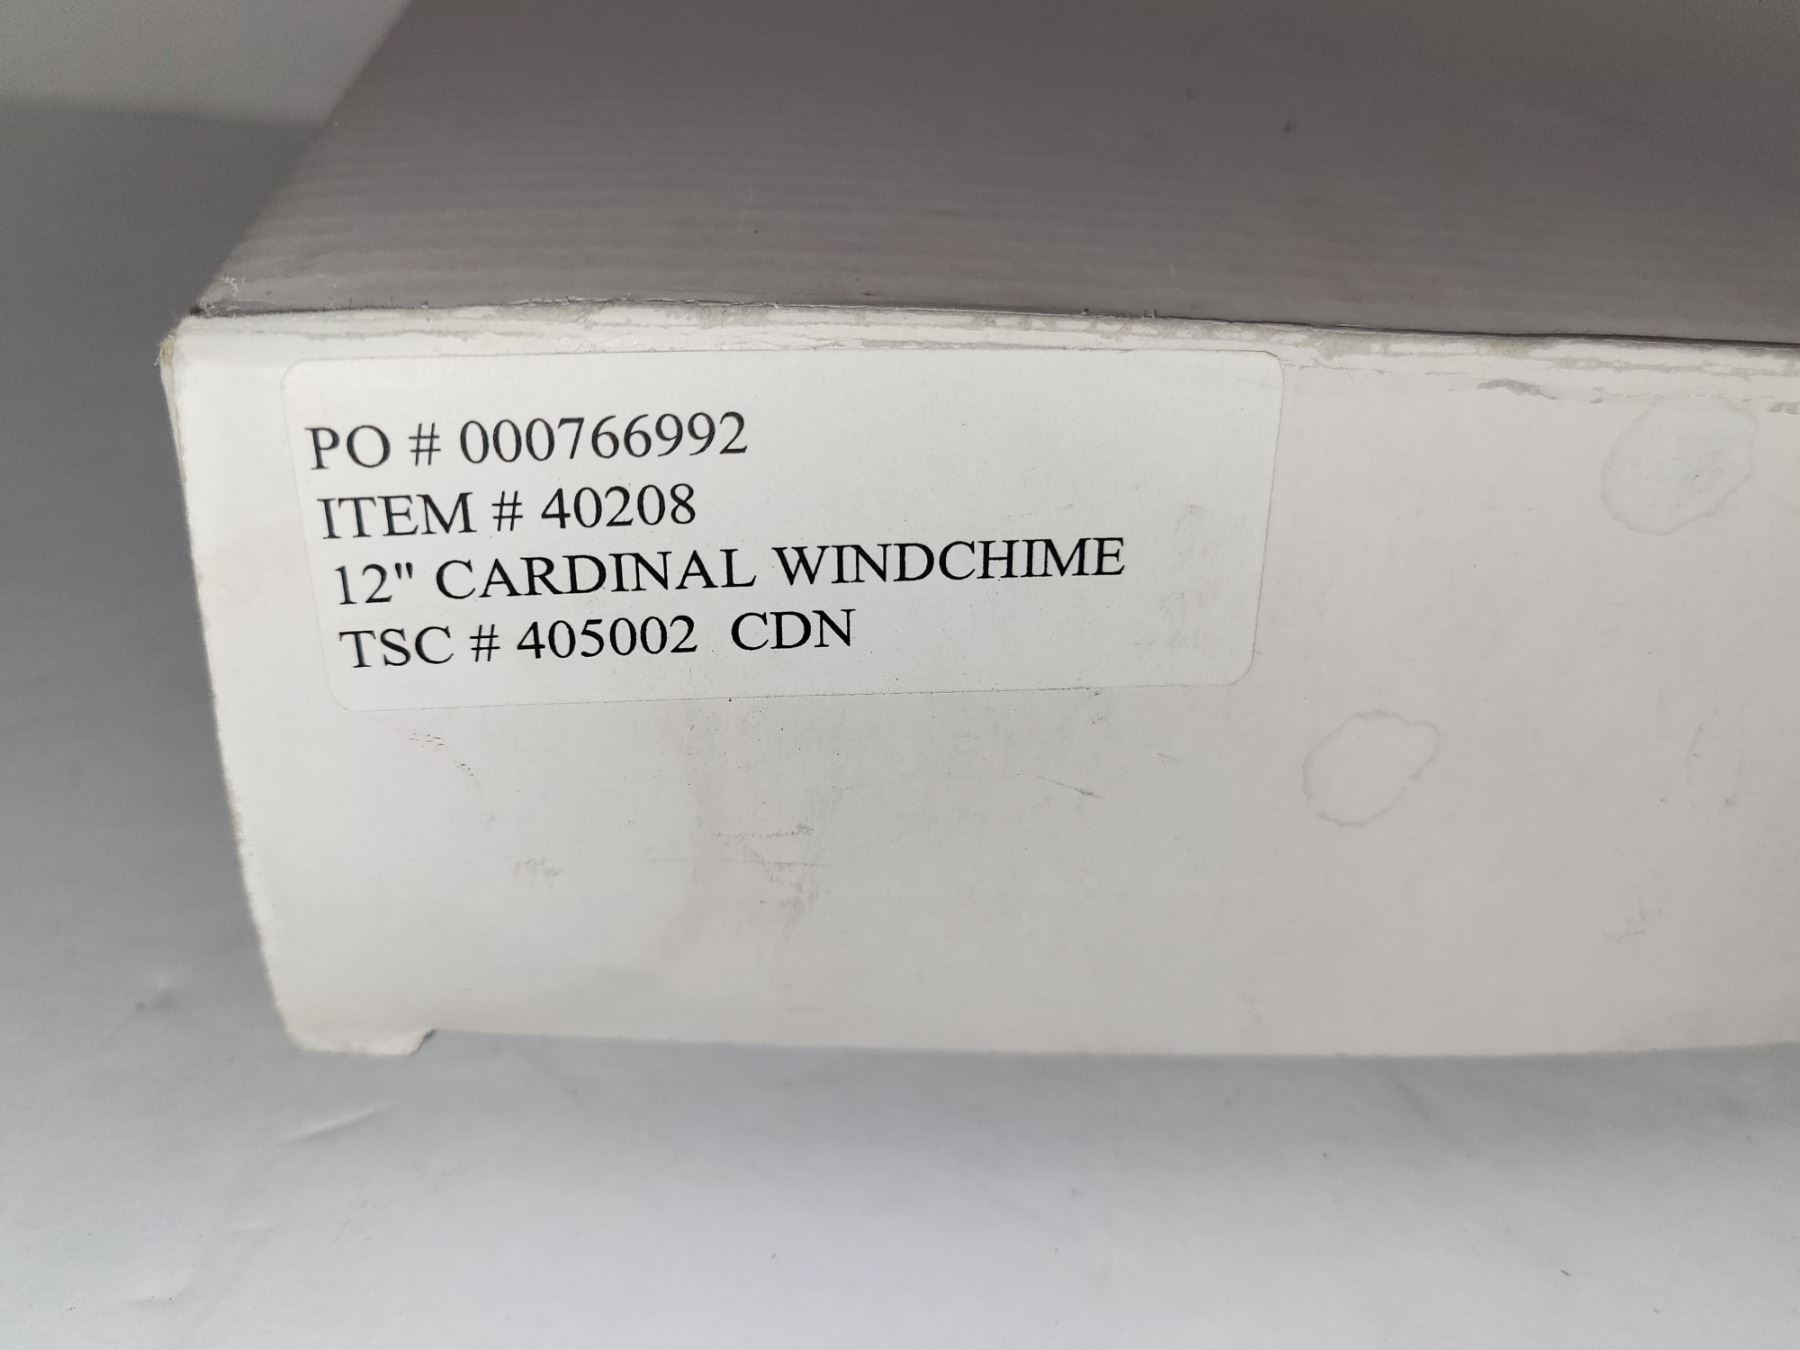 PO # 000766992
ITEM # 40208
12" CARDINAL WINDCHIME
TSC # 405002 CDN